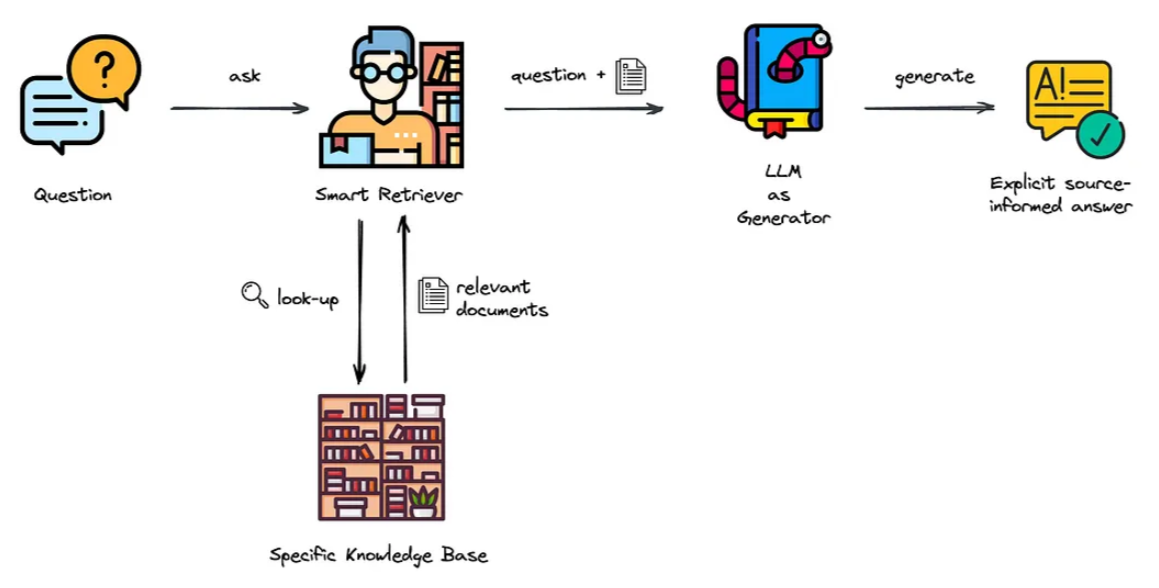 ask
question +
generate
A!
?
Question
Smart Retriever
LLM
as
Generator
Explicit source-
informed answer
look-up
relevant
documents
Specific Knowledge Base